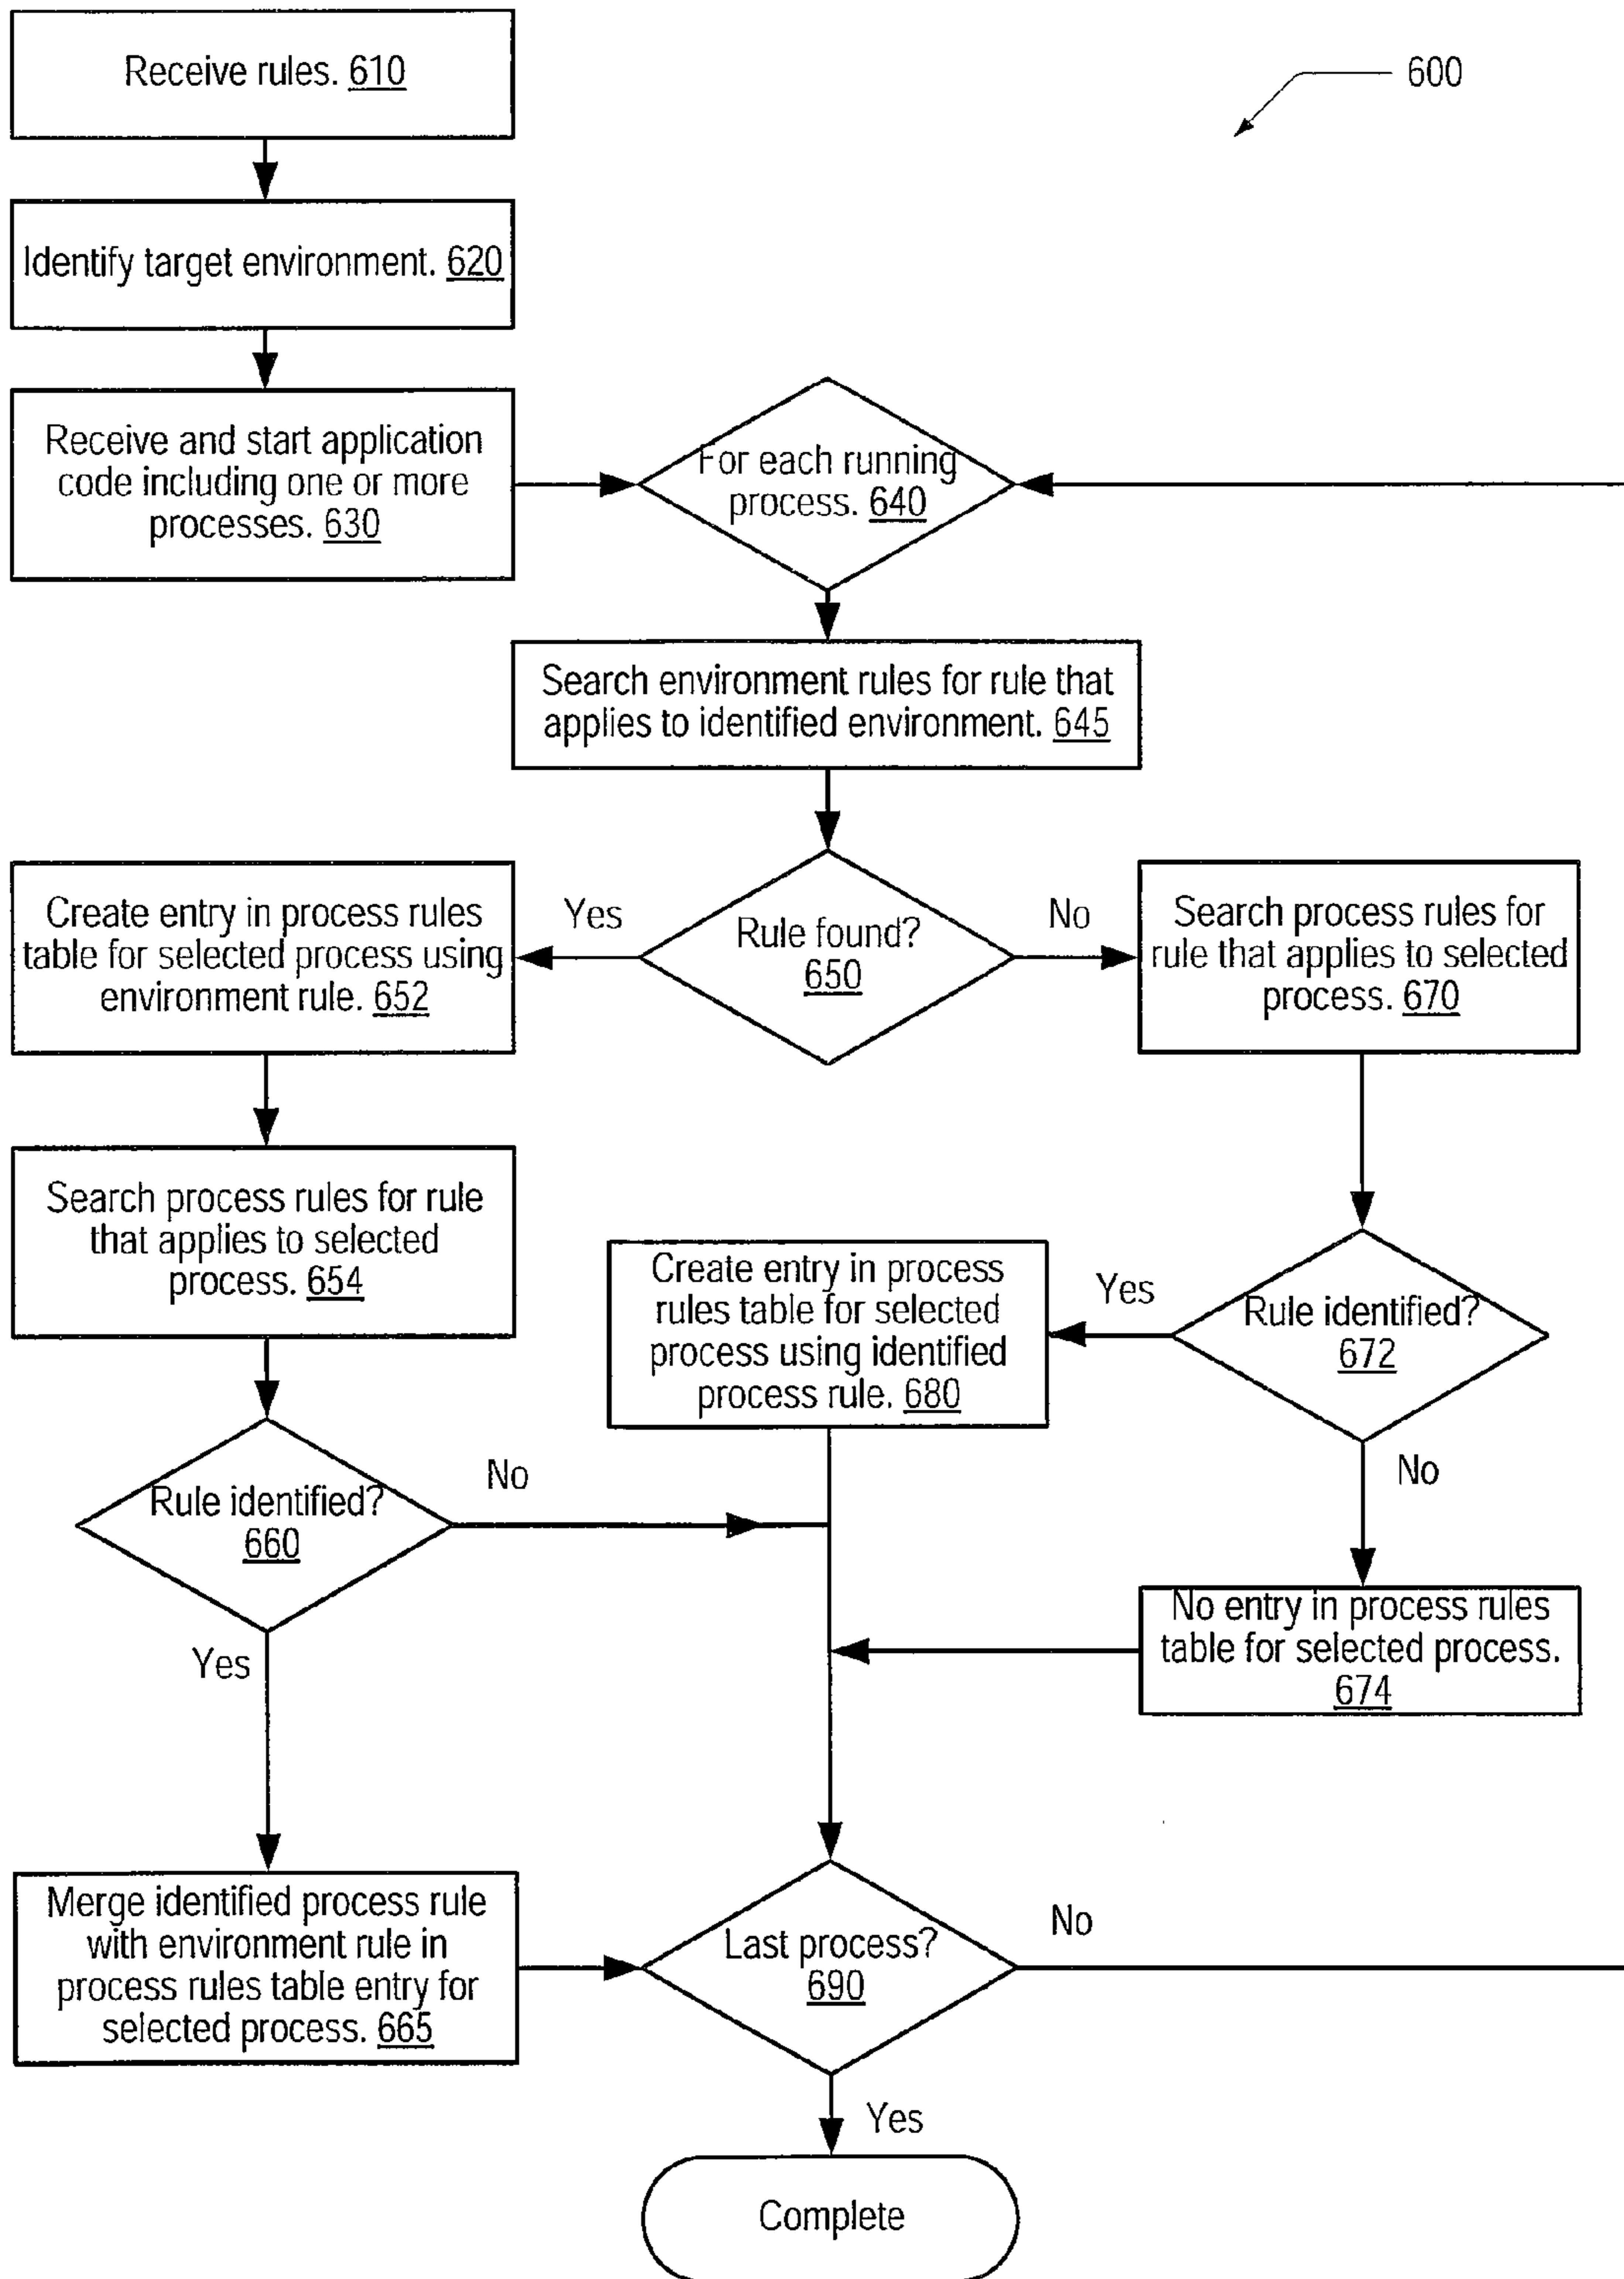 Receive rules. 610
600
Identify target environment. 620
Receive and start application
code including one or more
processes. 630
For each running
process. 640
Search environment rules for rule that
applies to identified environment. 645
Create entry in process rules
table for selected process using
environment rule. 652
Yes
Rule found?
650
No
Search process rules for
rule that applies to selected
process. 670
Search process rules for rule
that applies to selected
process. 654
Create entry in process
rules table for selected
process using identified
process rule. 680
Yes
Rule identified?
672
No
Rule identified?
660
No
Yes
No entry in process rules
table for selected process.
674
Merge identified process rule
with environment rule in
process rules table entry for
selected process. 665
Last process?
690
No
Yes
Complete